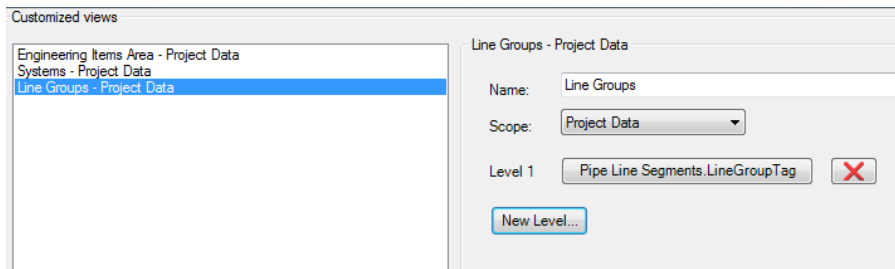 Customized views
Engineering Items Area - Project Data
Systems - Project Data
Line Groups - Project Data
Line Groups - Project Data
Name: Line Groups
Scope: Project Data
Level 1 Pipe Line Segments.LineGroupTag
New Level...